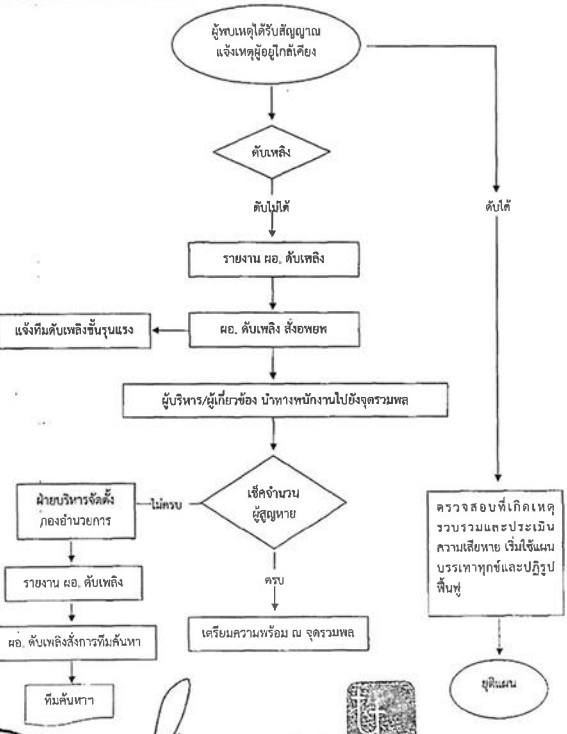 ผู้พบเหตุได้รับสัญญาณ
แจ้งเหตุผู้อยู่ใกล้เคียง
ดับเพลิง
ดับไม่ได้
ดับได้
รายงาน ผอ. ดับเพลิง
แจ้งทีมดับเพลิงขั้นรุนแรง
ผอ. ดับเพลิง สั่งอพยพ
ผู้บริหาร/ผู้เกี่ยวข้อง นำทางพนักงานไปยังจุดรวมพล
ฝ่ายบริหารจัดตั้ง
กองอำนวยการ
ไม่ครบ
เช็คจำนวน
ผู้สูญหาย
ตรวจสอบที่เกิดเหตุ
รวบรวมและประเมิน
ความเสียหาย เริ่มใช้แผน
บรรเทาทุกข์และปฏิรูป
ฟื้นฟู
รายงาน ผอ. ดับเพลิง
ครบ
ผอ. ดับเพลิงสั่งการทีมค้นหา
เตรียมความพร้อม ณ จุดรวมพล
ทีมค้นหาฯ
ยุติแผน